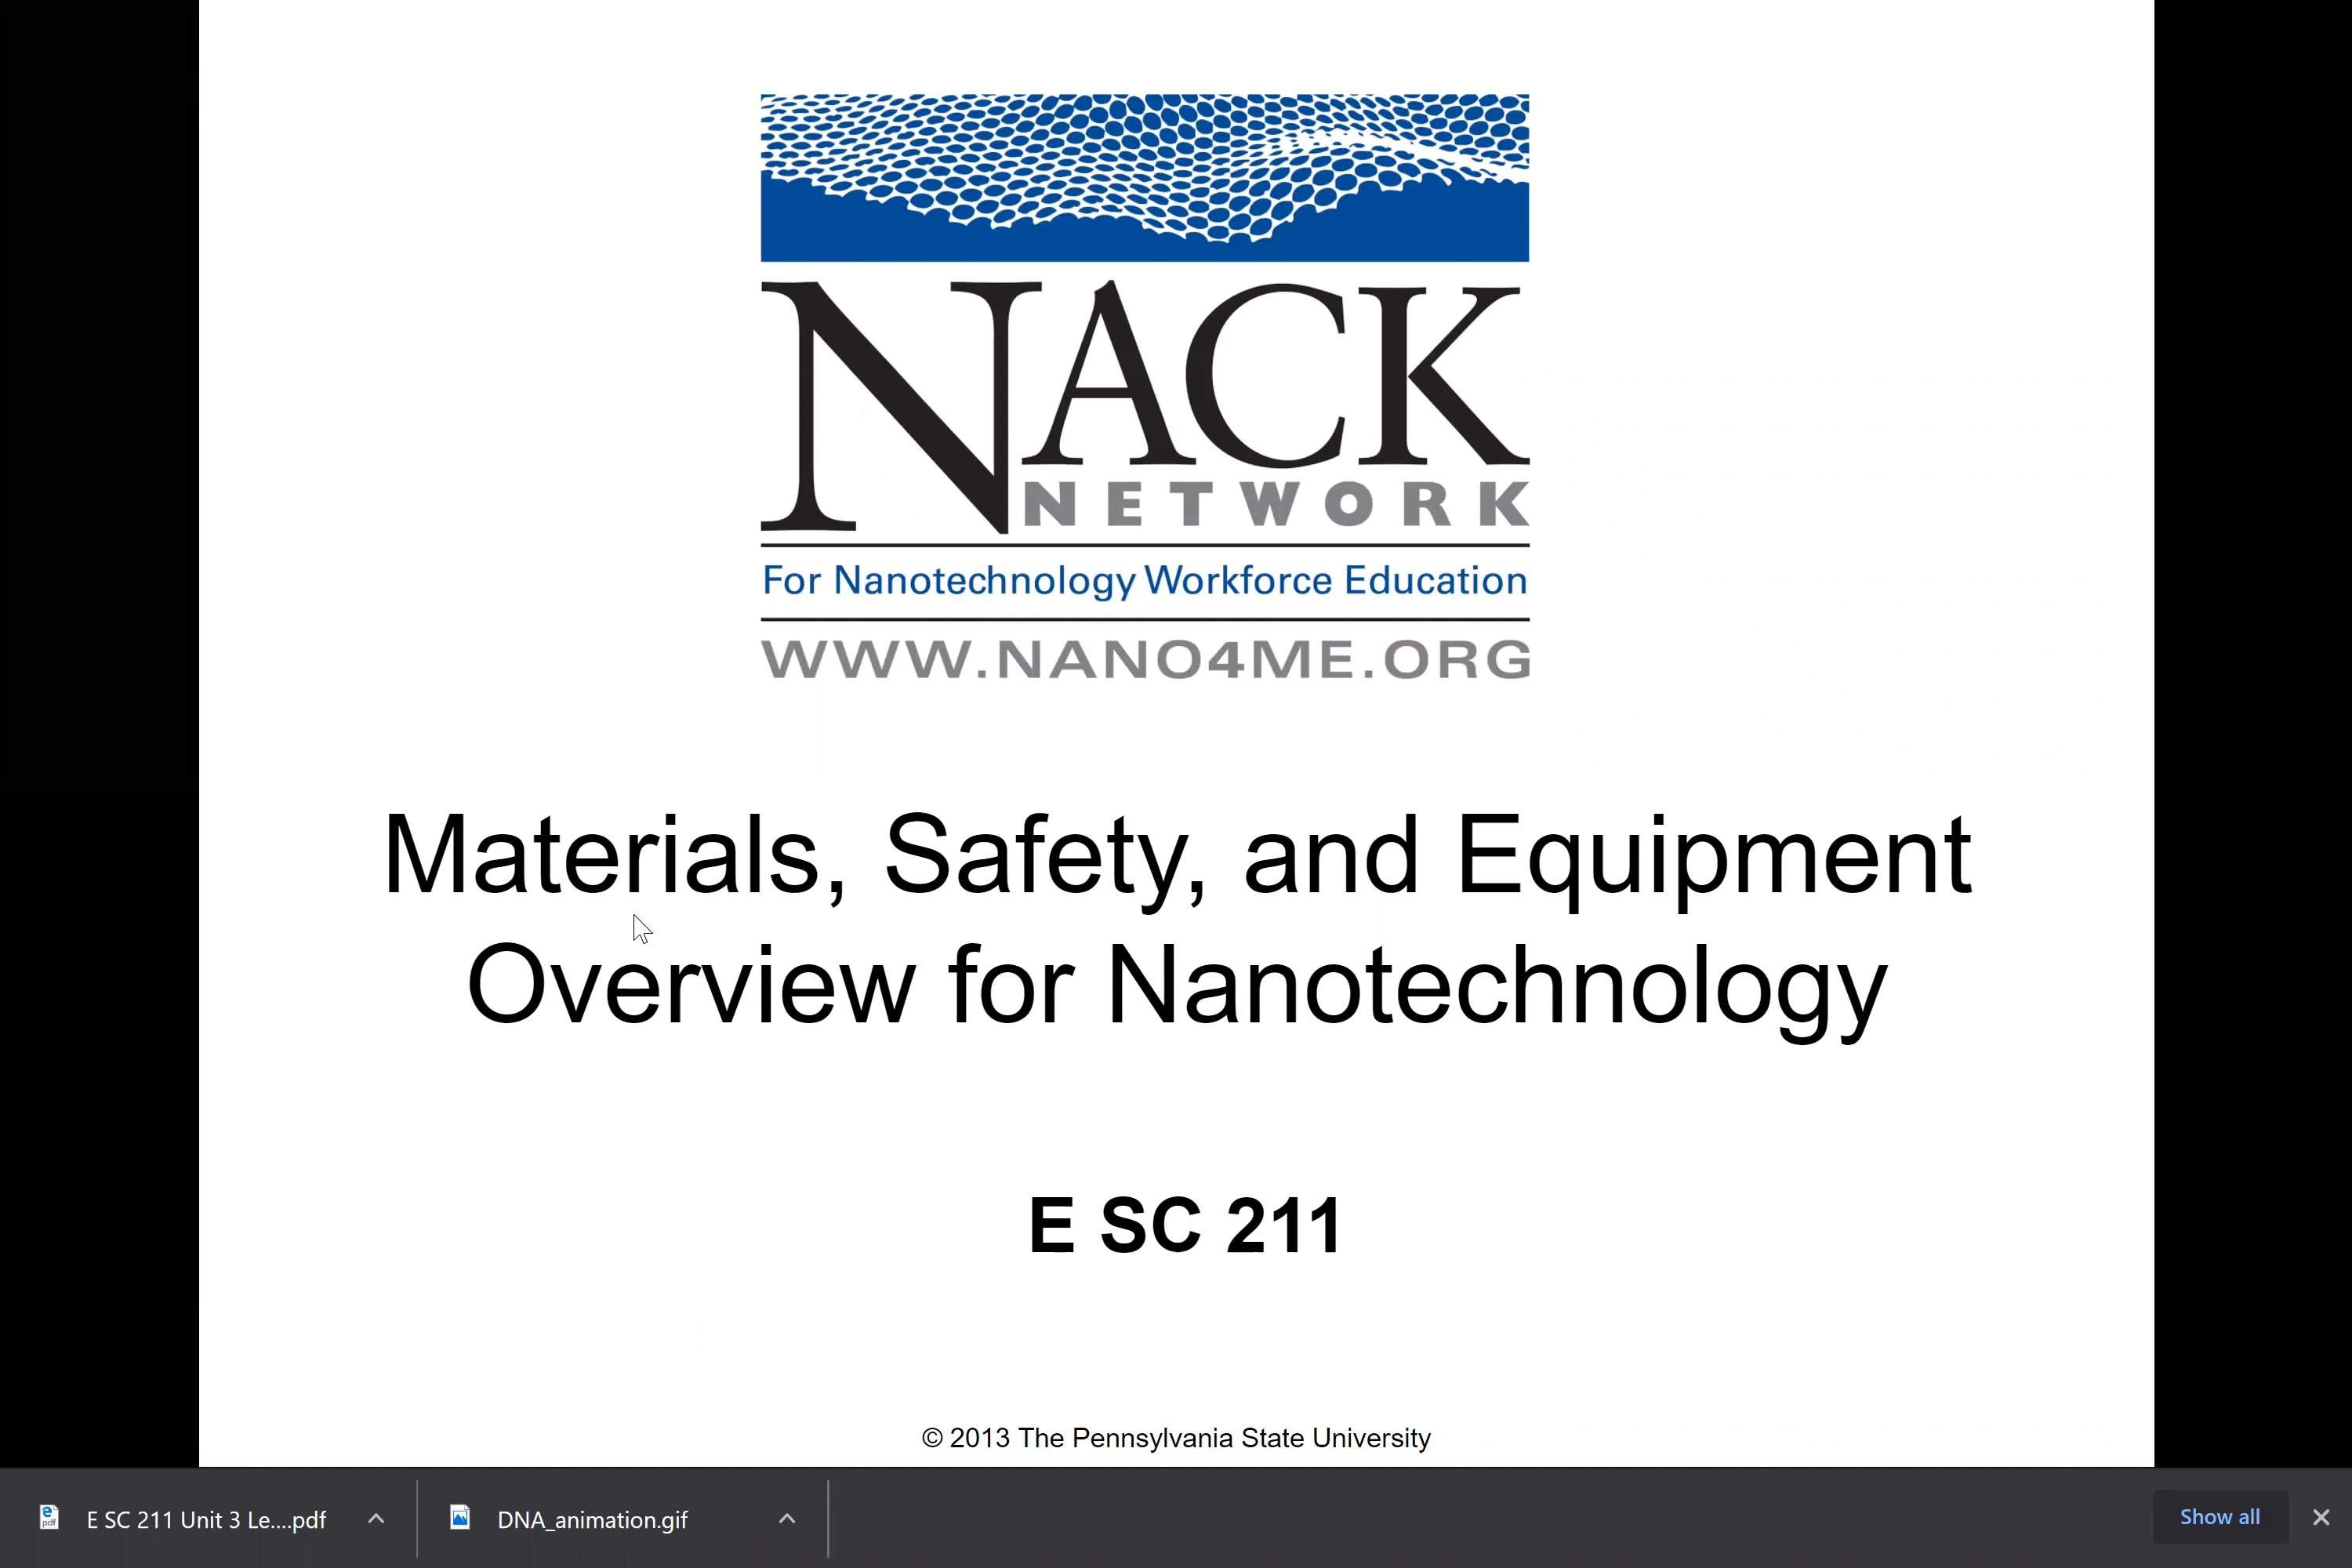 NACK
NETWORK
For Nanotechnology Workforce Education
WWW.NANO4ME.ORG
Materials, Safety, and Equipment
Overview for Nanotechnology
E SC 211
© 2013 The Pennsylvania State University
E SC 211 Unit 3 Le....pdf
DNA_animation.gif
Show all